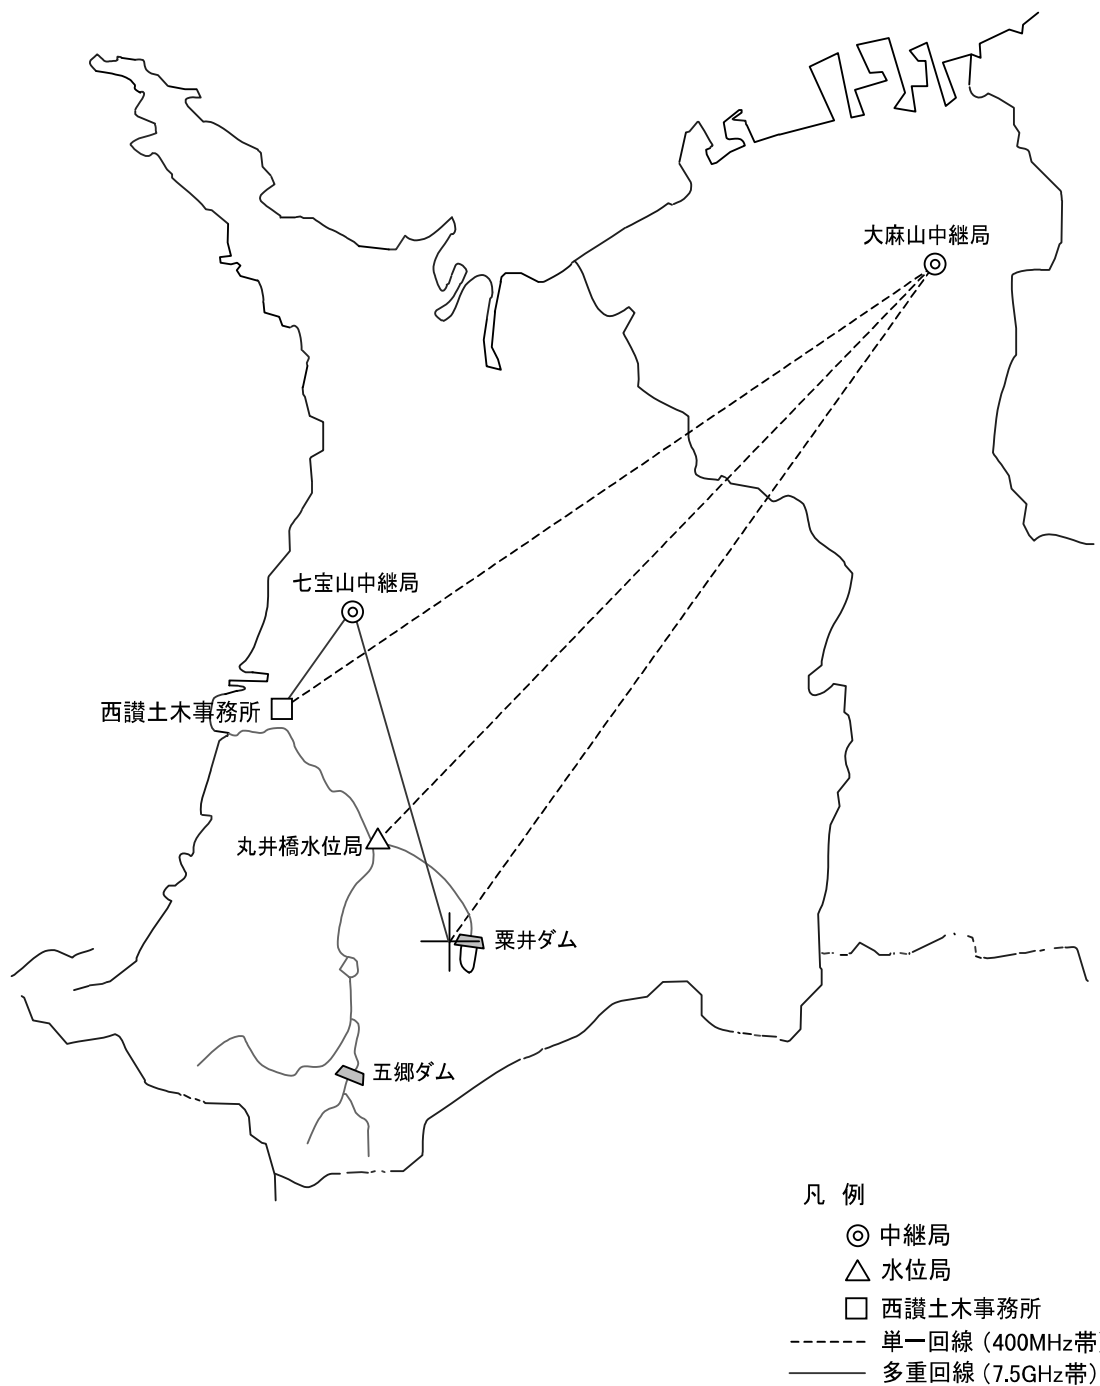 大麻山中継局
七宝山中継局
西讃土木事務所
丸井橋水位局
粟井ダム
五郷ダム
凡 例
中継局
水位局
西讃土木事務所
単一回線（400MHz帯）
多重回線（7.5GHz帯）